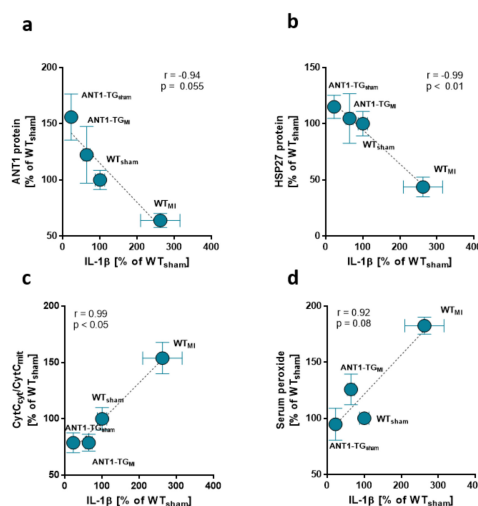 a
r = -0.94
p = 0.055
ANT1-TGsham
ANT1-TGMI
WTsham
WTMI
ANT1 protein
[% of WTsham]
200
150
100
50
0 100 200 300 400
IL-1β [% of WTsham]
b
r = -0.99
p < 0.01
ANT1-TGsham
ANT1-TGMI
WTsham
WTMI
HSP27 protein
[% of WTsham]
150
100
50
0
0 100 200 300 400
IL-1β [% of WTsham]
c
r = 0.99
p < 0.05
WTMI
WTsham
ANT1-TGsham
ANT1-TGMI
CytCcyt/CytCmit
[% of WTsham]
200
150
100
50
0 100 200 300 400
IL-1β [% of WTsham]
d
r = 0.92
p = 0.08
WTMI
ANT1-TGMI
WTsham
ANT1-TGsham
Serum peroxide
[% of WTsham]
200
150
100
50
0 100 200 300 400
IL-1β [% of WTsham]